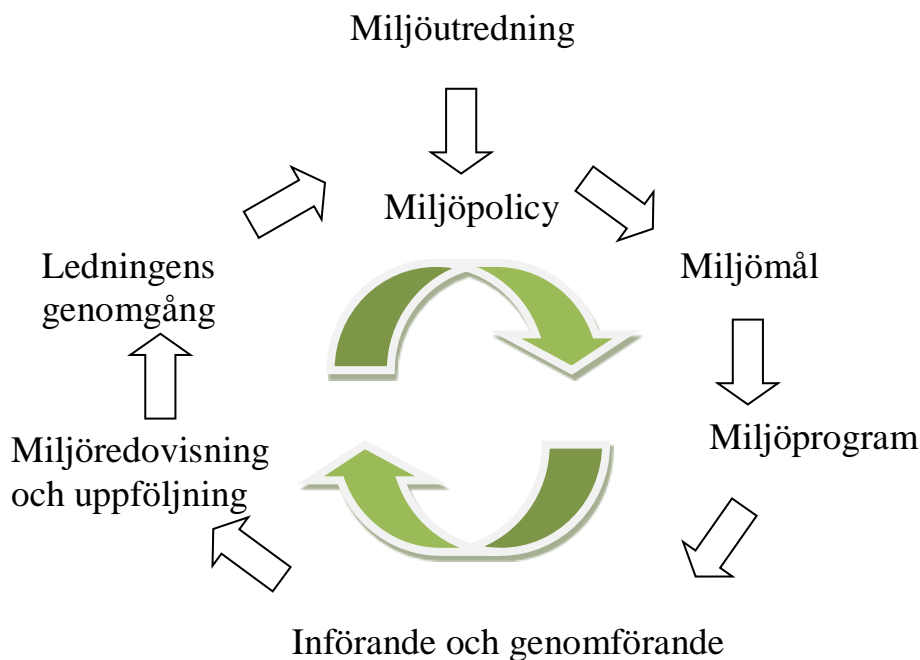 Miljöutredning
Miljöpolicy
Miljömål
Miljöprogram
Införande och genomförande
Miljöredovisning
och uppföljning
Ledningens
genomgång